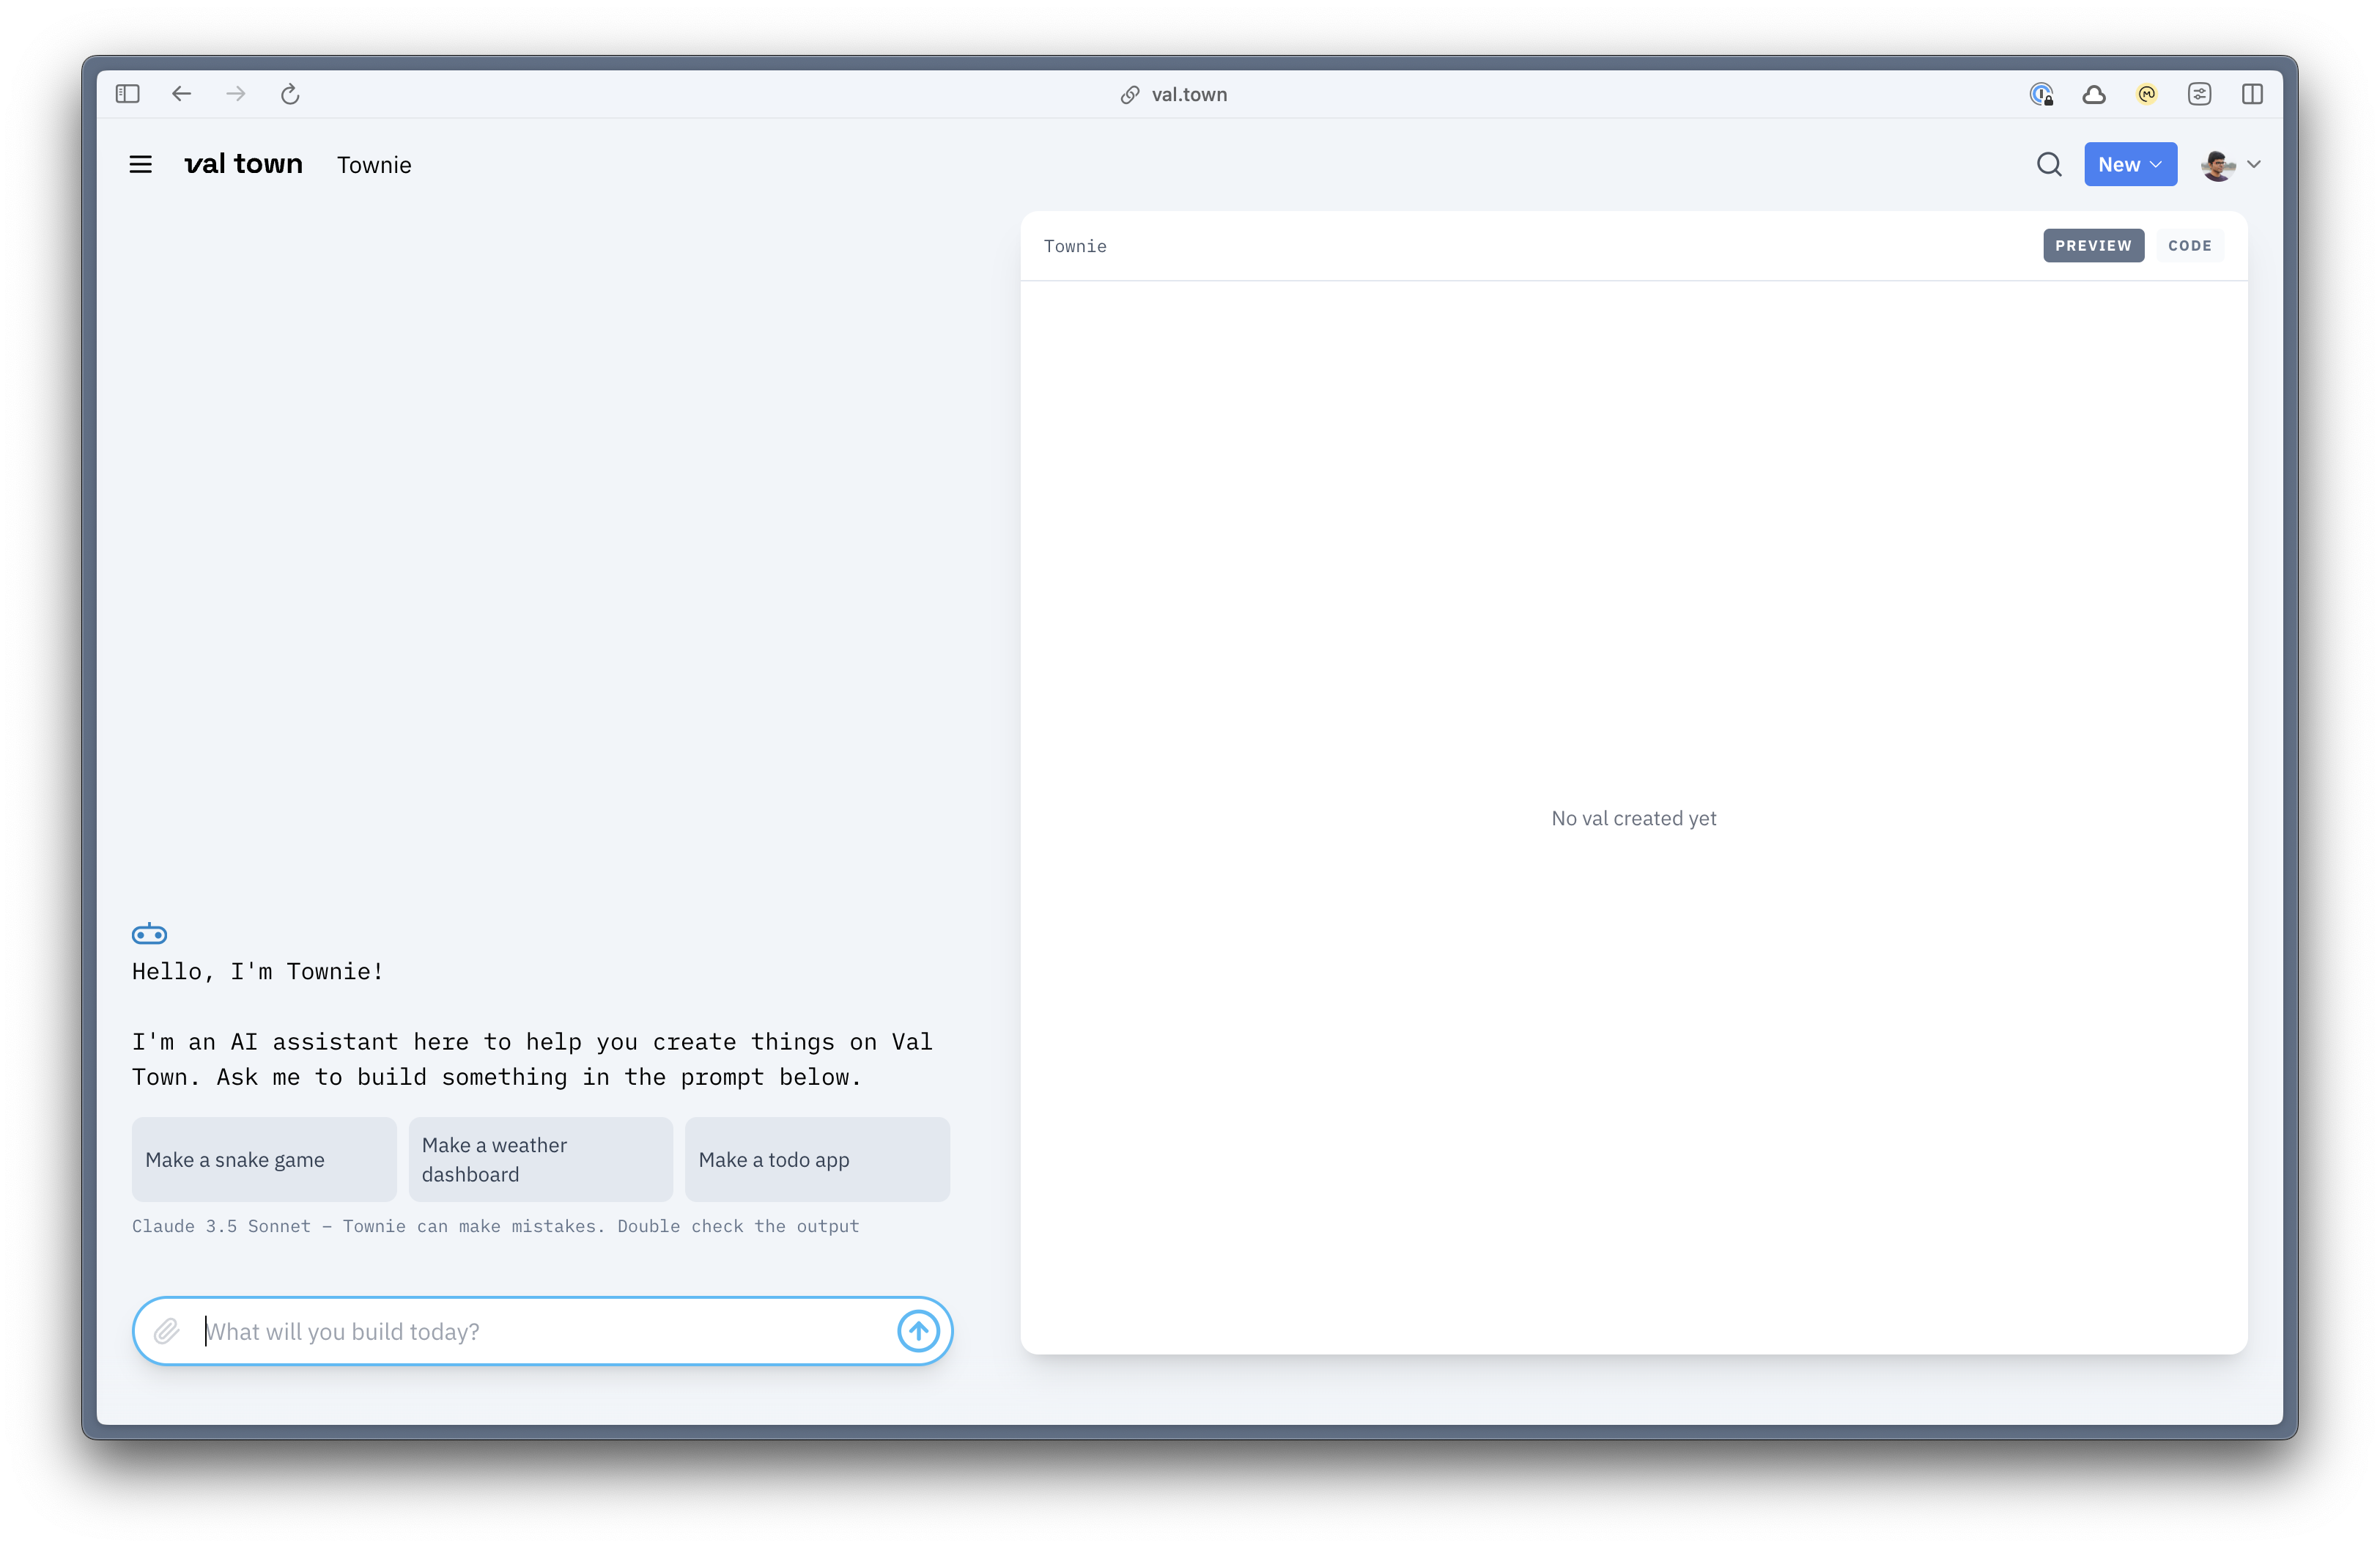 val.town
val town
Townie
New
Townie
PREVIEW
CODE
No val created yet
Hello, I'm Townie!
I'm an AI assistant here to help you create things on Val
Town. Ask me to build something in the prompt below.
Make a snake game
Make a weather
dashboard
Make a todo app
Claude 3.5 Sonnet – Townie can make mistakes. Double check the output
What will you build today?